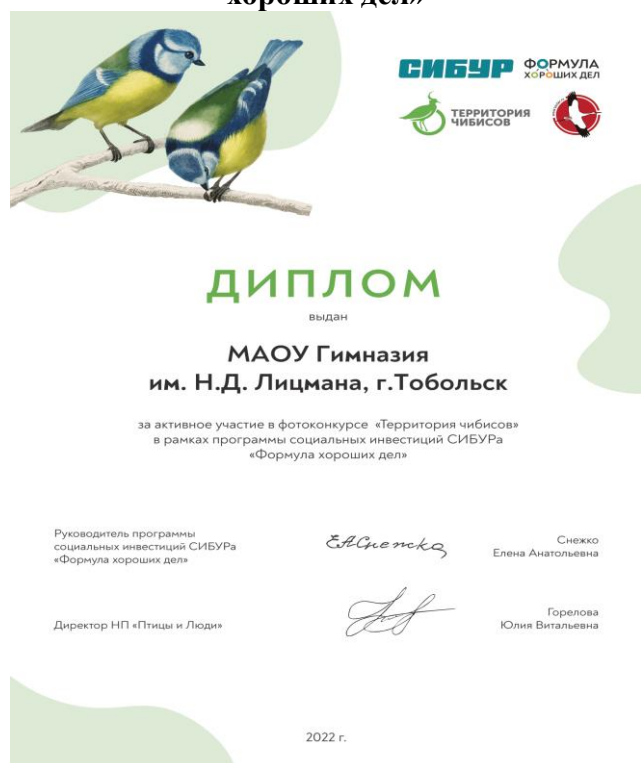 хороших дел»
СИБУР
ФОРМУЛА
ХОРОШИХ ДЕЛ
ТЕРРИТОРИЯ
ЧИБИСОВ
ДИПЛОМ
выдан
МАОУ Гимназия
им. Н.Д. Лицмана, г.Тобольск
за активное участие в фотоконкурсе «Территория чибисов»
в рамках программы социальных инвестиций СИБУРа
«Формула хороших дел»
Руководитель программы
социальных инвестиций СИБУРа
«Формула хороших дел»
ЕАСнежко
Снежко
Елена Анатольевна
Директор НП «Птицы и Люди»
Горелова
Юлия Витальевна
2022 г.